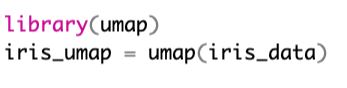 library(umap)
iris_umap = umap(iris_data)